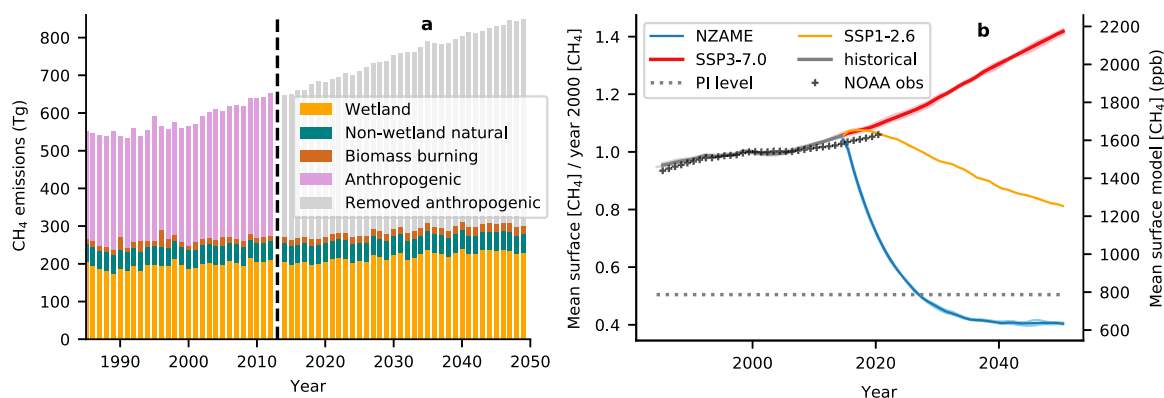 a
800
700
600
500
400
300
200
100
0
CH₄ emissions (Tg)
Wetland
Non-wetland natural
Biomass burning
Anthropogenic
Removed anthropogenic
1990 2000 2010 2020 2030 2040 2050
Year
b
1.4
1.2
1.0
0.8
0.6
0.4
Mean surface [CH₄] / year 2000 [CH₄]
NZAME
SSP3-7.0
PI level
SSP1-2.6
historical
NOAA obs
2200
2000
1800
1600
1400
1200
1000
800
600
Mean surface model [CH₄] (ppb)
2000 2020 2040
Year